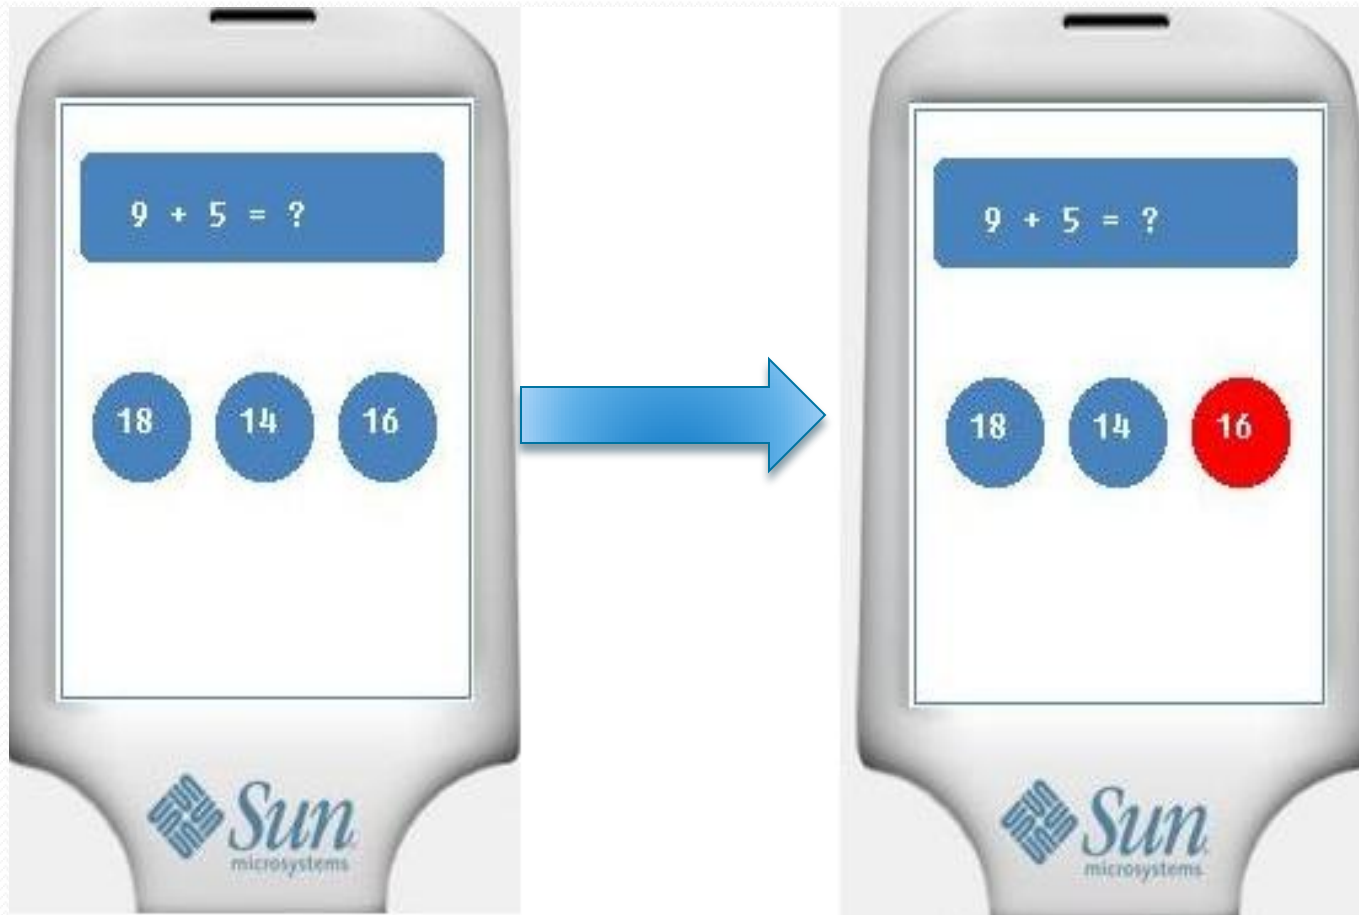 9 + 5 = ?
18 14 16
Sun
microsystems
9 + 5 = ?
18 14 16
Sun
microsystems